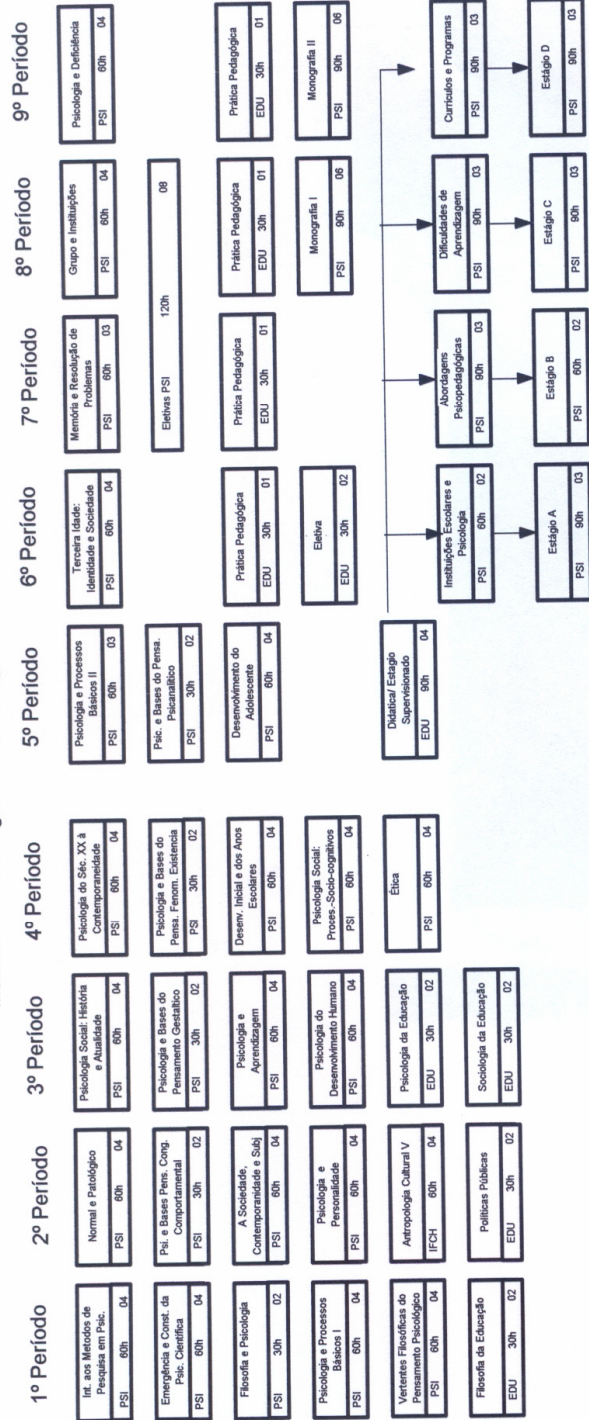 1º Período
Int. aos Metodos de
Pesquisa em Psic.
PSI 60h 04
Emergência e Const. da
Psic. Científica
PSI 60h 04
Filosofia e Psicologia
PSI 30h 02
Psicologia e Processos
Básicos I
PSI 60h 04
Vertentes Filosóficas do
Pensamento Psicológico
PSI 60h 04
Filosofia da Educação
EDU 30h 02
2º Período
Normal e Patológico
PSI 60h 04
Psi. e Bases Pens. Cong.
Comportamental
PSI 30h 02
A Sociedade,
Contemporanidade e Subj
PSI 60h 04
Psicologia e
Personalidade
PSI 60h 04
Antropologia Cultural V
IFCH 60h 04
Políticas Públicas
EDU 30h 02
3º Período
Psicologia Social: História
e Atualidade
PSI 60h 04
Psicologia e Bases do
Pensamento Gestaltico
PSI 30h 02
Psicologia e
Aprendizagem
PSI 60h 04
Psicologia do
Desenvolvimento Humano
PSI 60h 04
Psicologia da Educação
EDU 30h 02
Sociologia da Educação
EDU 30h 02
4º Período
Psicologia do Séc. XX à
Contemporaneidade
PSI 60h 04
Psicologia e Bases do
Pensa. Fenom. Existencia
PSI 30h 02
Desenv. Inicial e dos Anos
Escolares
PSI 60h 04
Psicologia Social:
Proces.-Socio-cognitivos
PSI 60h 04
Ética
PSI 60h 04
5º Período
Psicologia e Processos
Básicos II
PSI 60h 03
Psic. e Bases do Pensa.
Psicanalítico
PSI 30h 02
Desenvolvimento do
Adolescente
PSI 60h 04
Didatica/ Estagio
Supervisionado
EDU 90h 04
6º Período
Terceira Idade:
Identidade e Sociedade
PSI 60h 04
Prática Pedagógica
EDU 30h 01
Eletiva
EDU 30h 02
Instituições Escolares e
Psicologia
PSI 60h 02
Estágio A
PSI 90h 03
7º Período
Memória e Resolução de
Problemas
PSI 60h 03
Eletivas PSI 120h 08
Prática Pedagógica
EDU 30h 01
Abordagens
Psicopedagógicas
PSI 90h 03
Estágio B
PSI 60h 02
8º Período
Grupo e Instituições
PSI 60h 04
Prática Pedagógica
EDU 30h 01
Monografia I
PSI 90h 06
Dificuldades de
Aprendizagem
PSI 90h 03
Estágio C
PSI 90h 03
9º Período
Psicologia e Deficiência
PSI 60h 04
Prática Pedagógica
EDU 30h 01
Monografia II
PSI 90h 06
Currículos e Programas
PSI 90h 03
Estágio D
PSI 90h 03